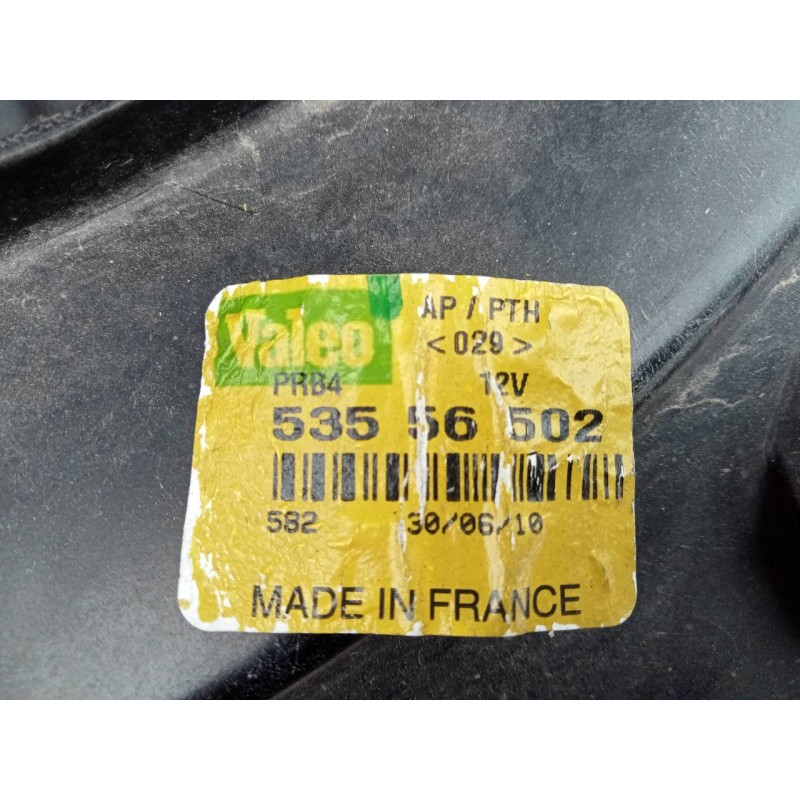 Valeo
AP / PTH
<029>
PRB4 12V
535 56 502
582 30/06/10
MADE IN FRANCE